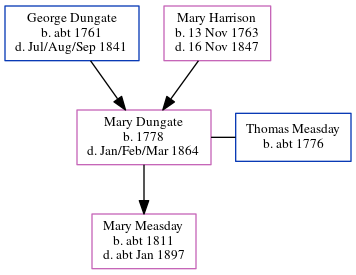 George Dungate
b. abt 1761
d. Jul/Aug/Sep 1841
Mary Harrison
b. 13 Nov 1763
d. 16 Nov 1847
Mary Dungate
b. 1778
d. Jan/Feb/Mar 1864
Thomas Measday
b. abt 1776
Mary Measday
b. abt 1811
d. abt Jan 1897